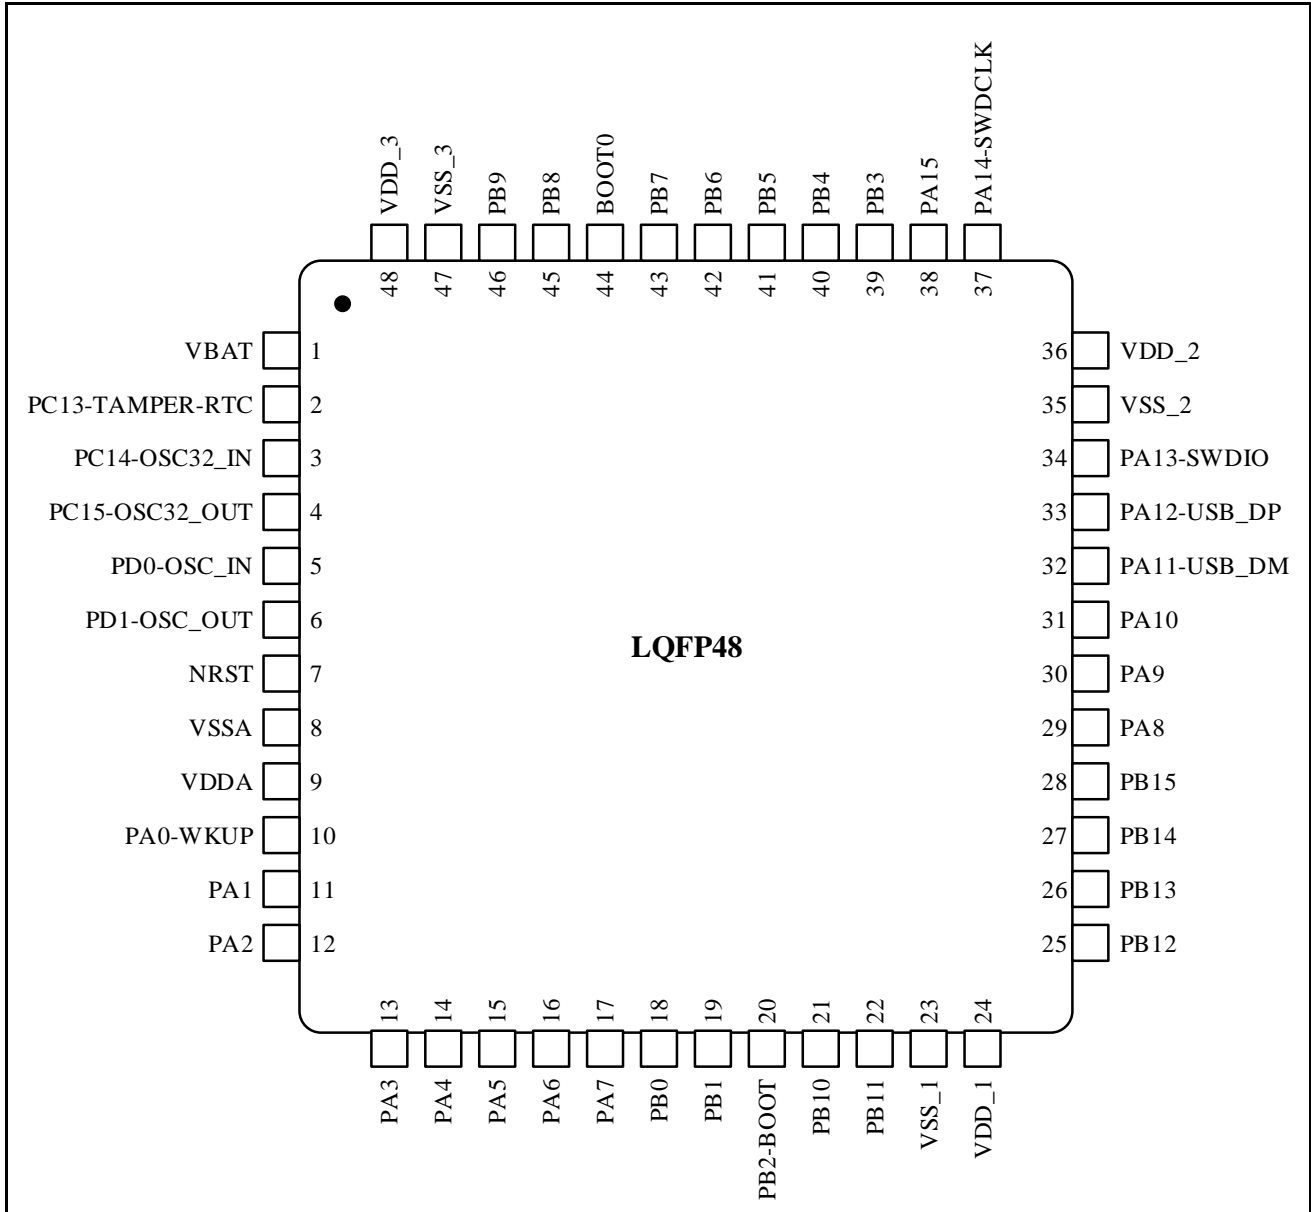 VDD_3 VSS_3 PB9 PB8 BOOT0 PB7 PB6 PB5 PB4 PB3 PA15 PA14-SWDCLK
48 47 46 45 44 43 42 41 40 39 38 37
VBAT 1 36 VDD_2
PC13-TAMPER-RTC 2 35 VSS_2
PC14-OSC32_IN 3 34 PA13-SWDIO
PC15-OSC32_OUT 4 33 PA12-USB_DP
PD0-OSC_IN 5 32 PA11-USB_DM
PD1-OSC_OUT 6 31 PA10
LQFP48
NRST 7 30 PA9
VSSA 8 29 PA8
VDDA 9 28 PB15
PA0-WKUP 10 27 PB14
PA1 11 26 PB13
PA2 12 25 PB12
13 14 15 16 17 18 19 20 21 22 23 24
PA3 PA4 PA5 PA6 PA7 PB0 PB1 PB2-BOOT PB10 PB11 VSS_1 VDD_1